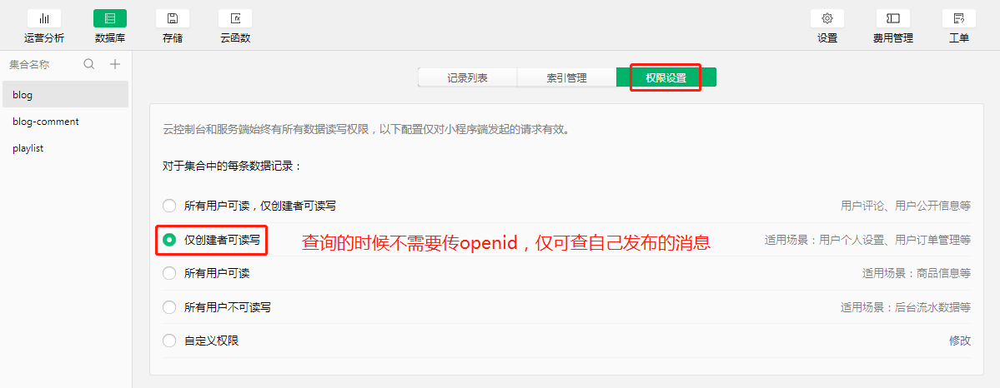 运营分析
数据库
存储
云函数
设置
费用管理
工单
集合名称
blog
blog-comment
playlist
记录列表
索引管理
权限设置
云控制台和服务端始终有所有数据读写权限，以下配置仅对小程序端发起的请求有效。
对于集合中的每条数据记录：
所有用户可读，仅创建者可读写
用户评论、用户公开信息等
仅创建者可读写
查询的时候不需要传openid，仅可查自己发布的消息
适用场景：用户个人设置、用户订单管理等
所有用户可读
适用场景：商品信息等
所有用户不可读写
适用场景：后台流水数据等
自定义权限
修改